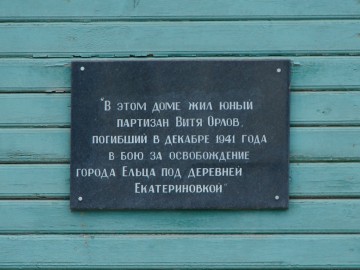 "В этом доме жил юный
партизан Витя Орлов,
погибший в декабре 1941 года
в бою за освобождение
города Ельца под деревней
Екатериновкой"